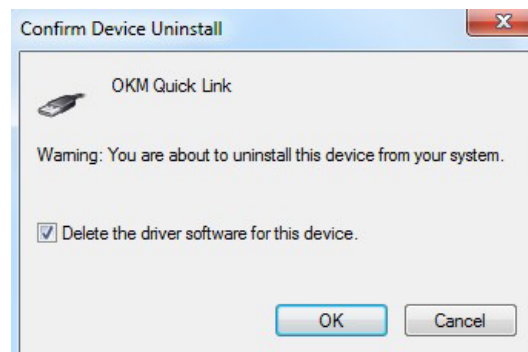 Confirm Device Uninstall
OKM Quick Link
Warning: You are about to uninstall this device from your system.
Delete the driver software for this device.
OK Cancel